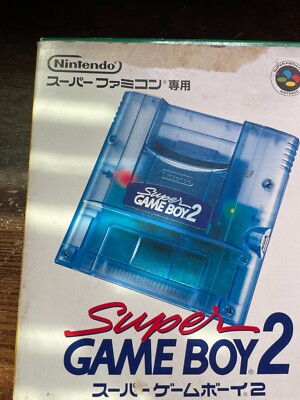 Nintendo®
スーパーファミコン®専用
Nintendo
Super
GAME BOY 2
Super
GAME BOY® 2
スーパーゲームボーイ®2